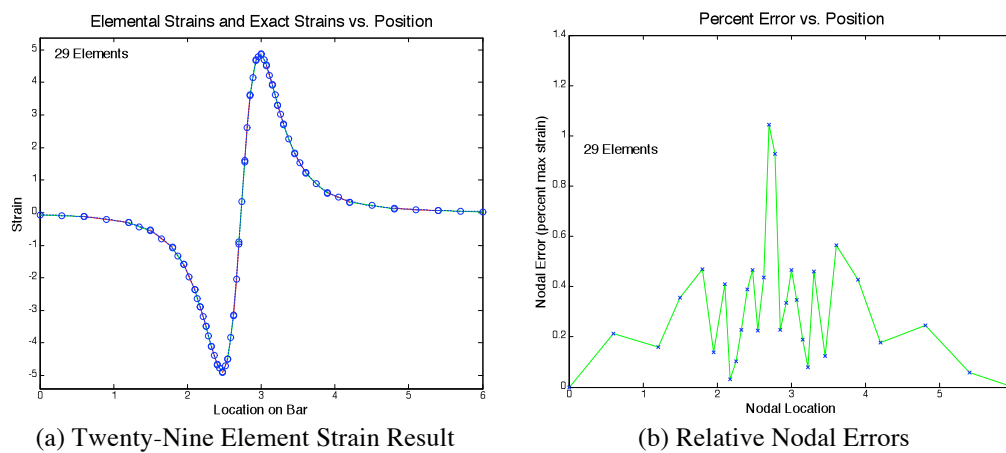 Elemental Strains and Exact Strains vs. Position
29 Elements
5
4
3
2
1
0
-1
-2
-3
-4
-5
Strain
0 1 2 3 4 5 6
Location on Bar
(a) Twenty-Nine Element Strain Result
Percent Error vs. Position
1.4
1.2
1
0.8
0.6
0.4
0.2
0
29 Elements
Nodal Error (percent max strain)
0 1 2 3 4 5
Nodal Location
(b) Relative Nodal Errors